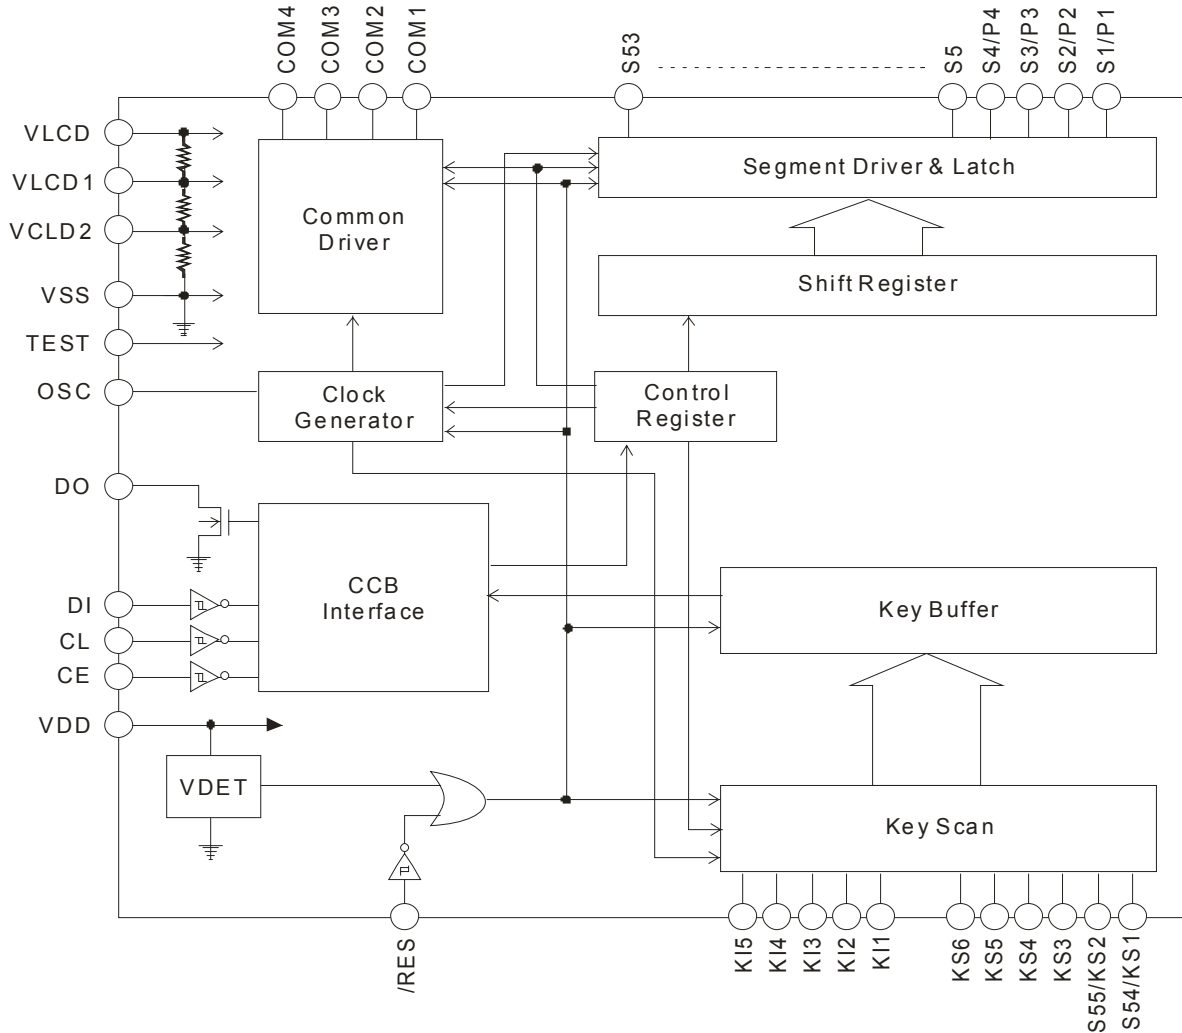 COM4
COM3
COM2
COM1
S53
S5
S4/P4
S3/P3
S2/P2
S1/P1
VLCD
VLCD1
VCLD2
VSS
TEST
OSC
DO
DI
CL
CE
VDD
Common
Driver
Segment Driver & Latch
Shift Register
Clock
Generator
Control
Register
CCB
Interface
Key Buffer
VDET
Key Scan
/RES
KI5
KI4
KI3
KI2
KI1
KS6
KS5
KS4
KS3
S55/KS2
S54/KS1